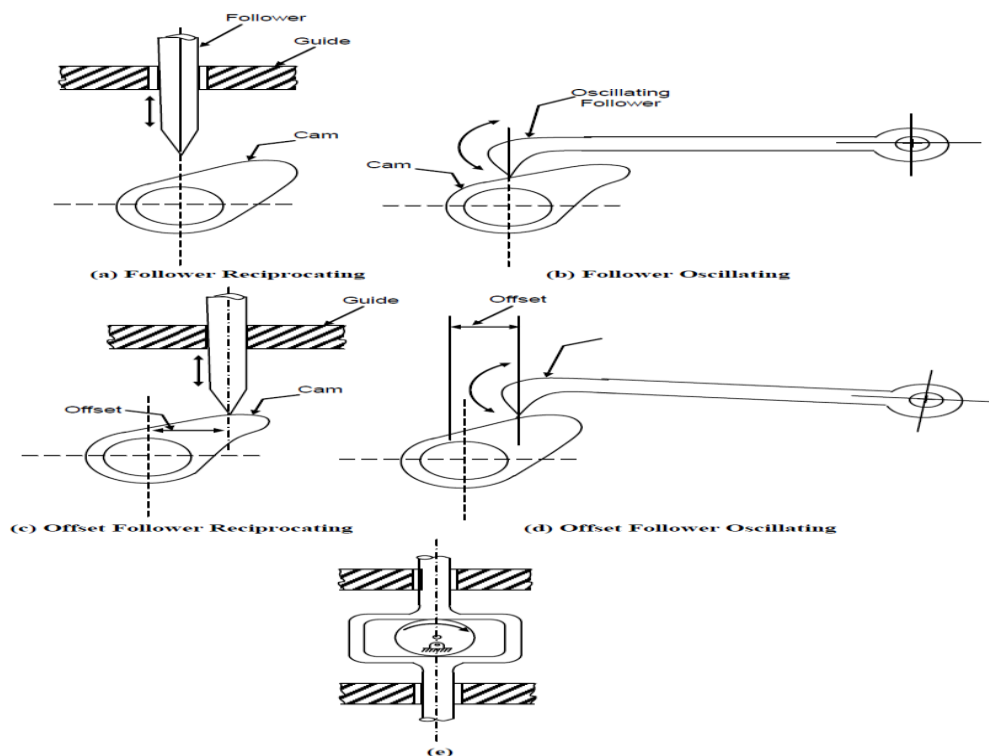 Follower
Guide
Cam
(a) Follower Reciprocating
Oscillating
Follower
Cam
(b) Follower Oscillating
Guide
Cam
Offset
(c) Offset Follower Reciprocating
Offset
(d) Offset Follower Oscillating
(e)